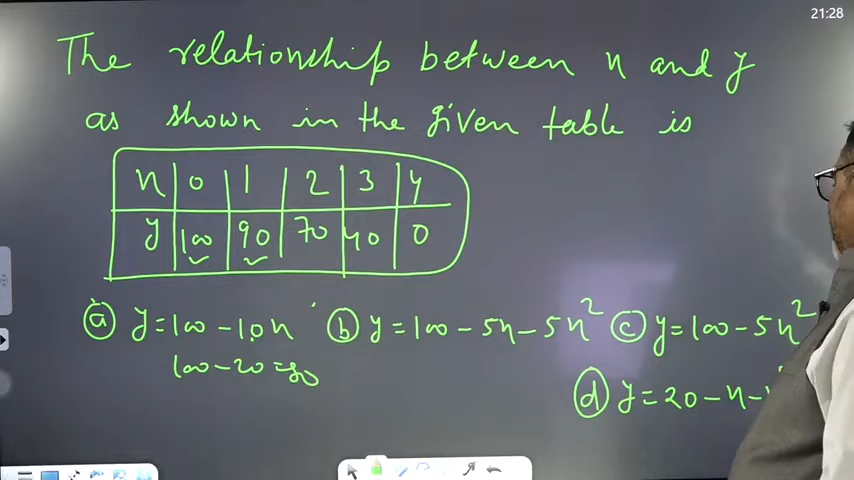 21:28
The relationship between x and y
as shown in the given table is
x 0 1 2 3 4
y 100 90 70 40 0
(a) y=100-10x (b) y=100-5x-5x² (c) y=100-5x²
100-20=80
(d) y=20-x-